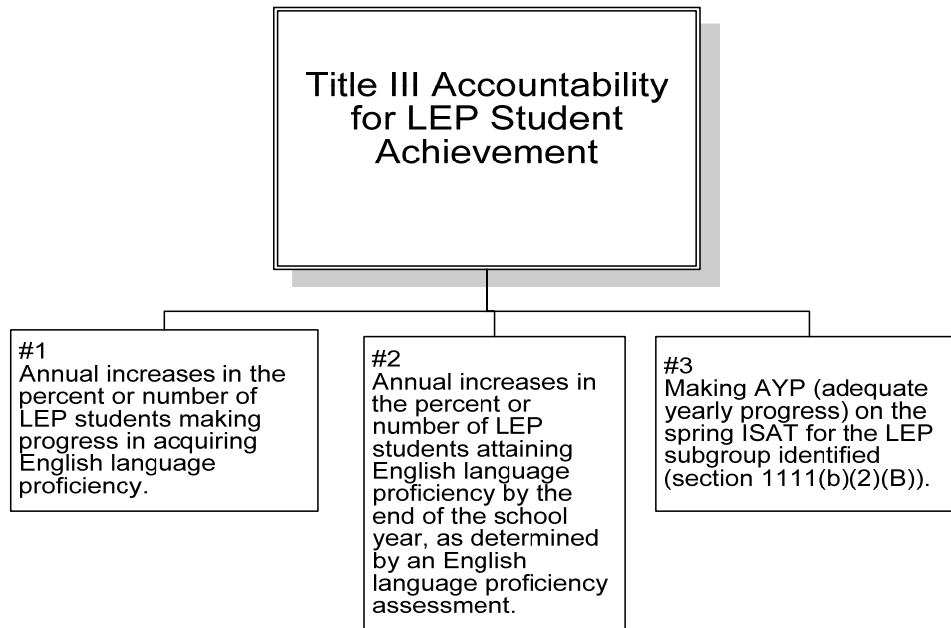 Title III Accountability
for LEP Student
Achievement
#1
Annual increases in the
percent or number of
LEP students making
progress in acquiring
English language
proficiency.
#2
Annual increases in
the percent or
number of LEP
students attaining
English language
proficiency by the
end of the school
year, as determined
by an English
language proficiency
assessment.
#3
Making AYP (adequate
yearly progress) on the
spring ISAT for the LEP
subgroup identified
(section 1111(b)(2)(B)).